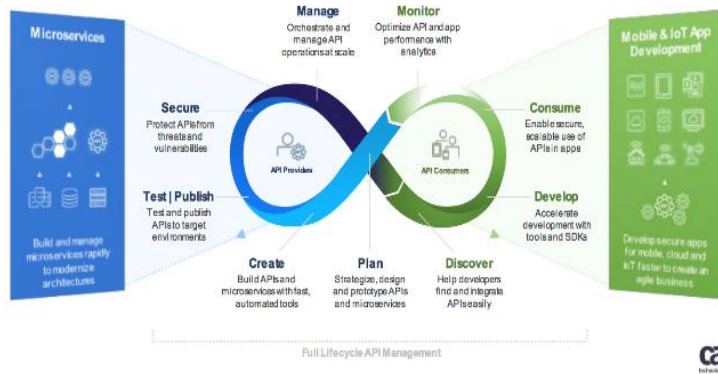 Microservices
Build and manage
microservices rapidly
to modernize
architectures
Manage
Orchestrate and
manage API
operations at scale
Monitor
Optimize API and app
performance with
analytics
Secure
Protect APIs from
threats and
vulnerabilities
Consume
Enable secure,
scalable use of
APIs in apps
API Providers
API Consumers
Test | Publish
Test and publish
APIs to target
environments
Develop
Accelerate
development with
tools and SDKs
Create
Build APIs and
microservices with fast,
automated tools
Plan
Strategize, design
and prototype APIs
and microservices
Discover
Help developers
find and integrate
APIs easily
Mobile & IoT App
Development
App
Develop secure apps
for mobile, cloud and
IoT faster to create an
agile business
Full Lifecycle API Management
ca
technologies